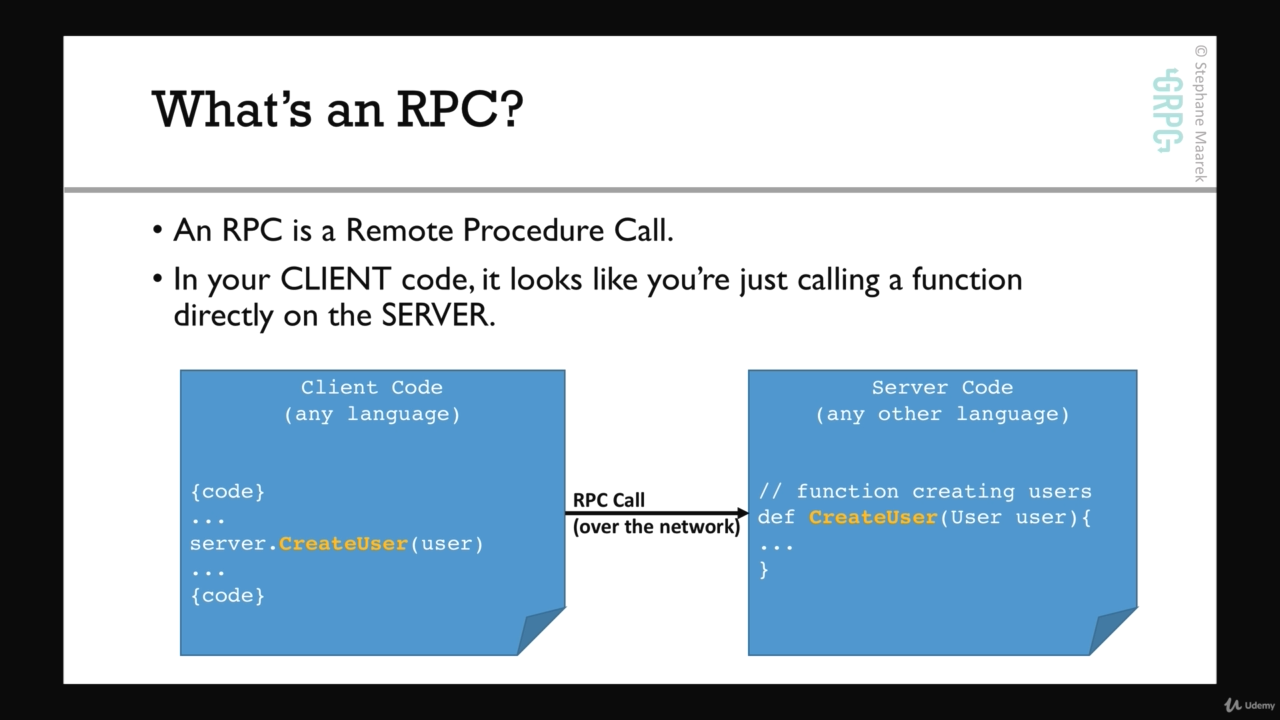 What's an RPC?
GRPC
© Stephane Maarek
• An RPC is a Remote Procedure Call.
• In your CLIENT code, it looks like you're just calling a function
directly on the SERVER.
Client Code
(any language)
{code}
...
server.CreateUser(user)
...
{code}
RPC Call
(over the network)
Server Code
(any other language)
// function creating users
def CreateUser(User user){
...
}
Udemy